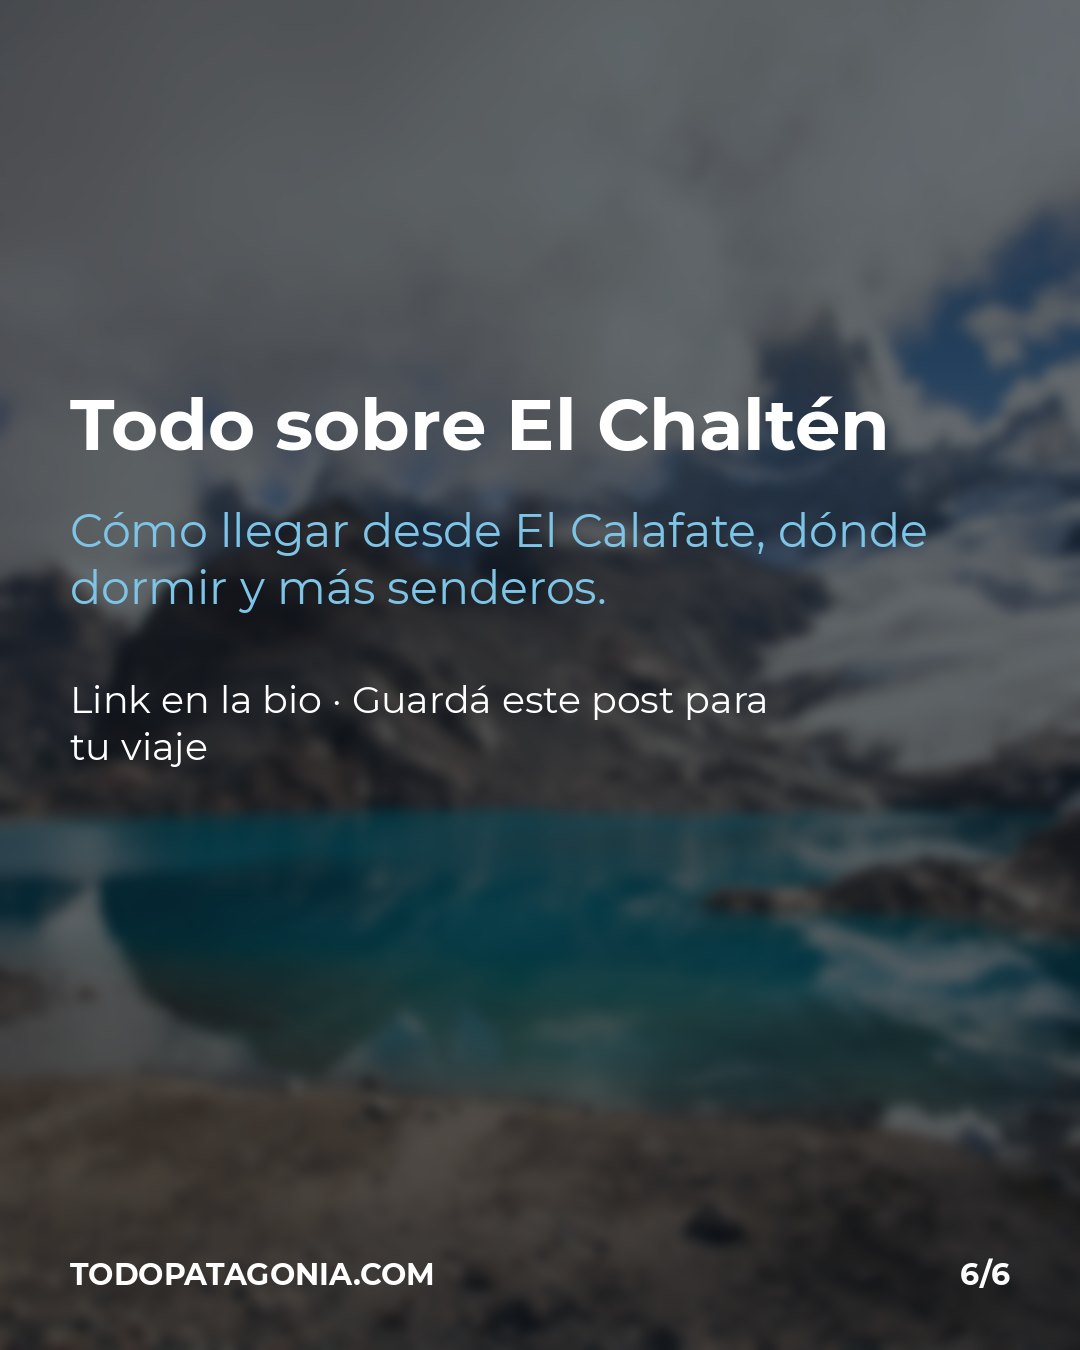 Todo sobre El Chaltén
Cómo llegar desde El Calafate, dónde
dormir y más senderos.
Link en la bio · Guardá este post para
tu viaje
TODOPATAGONIA.COM
6/6